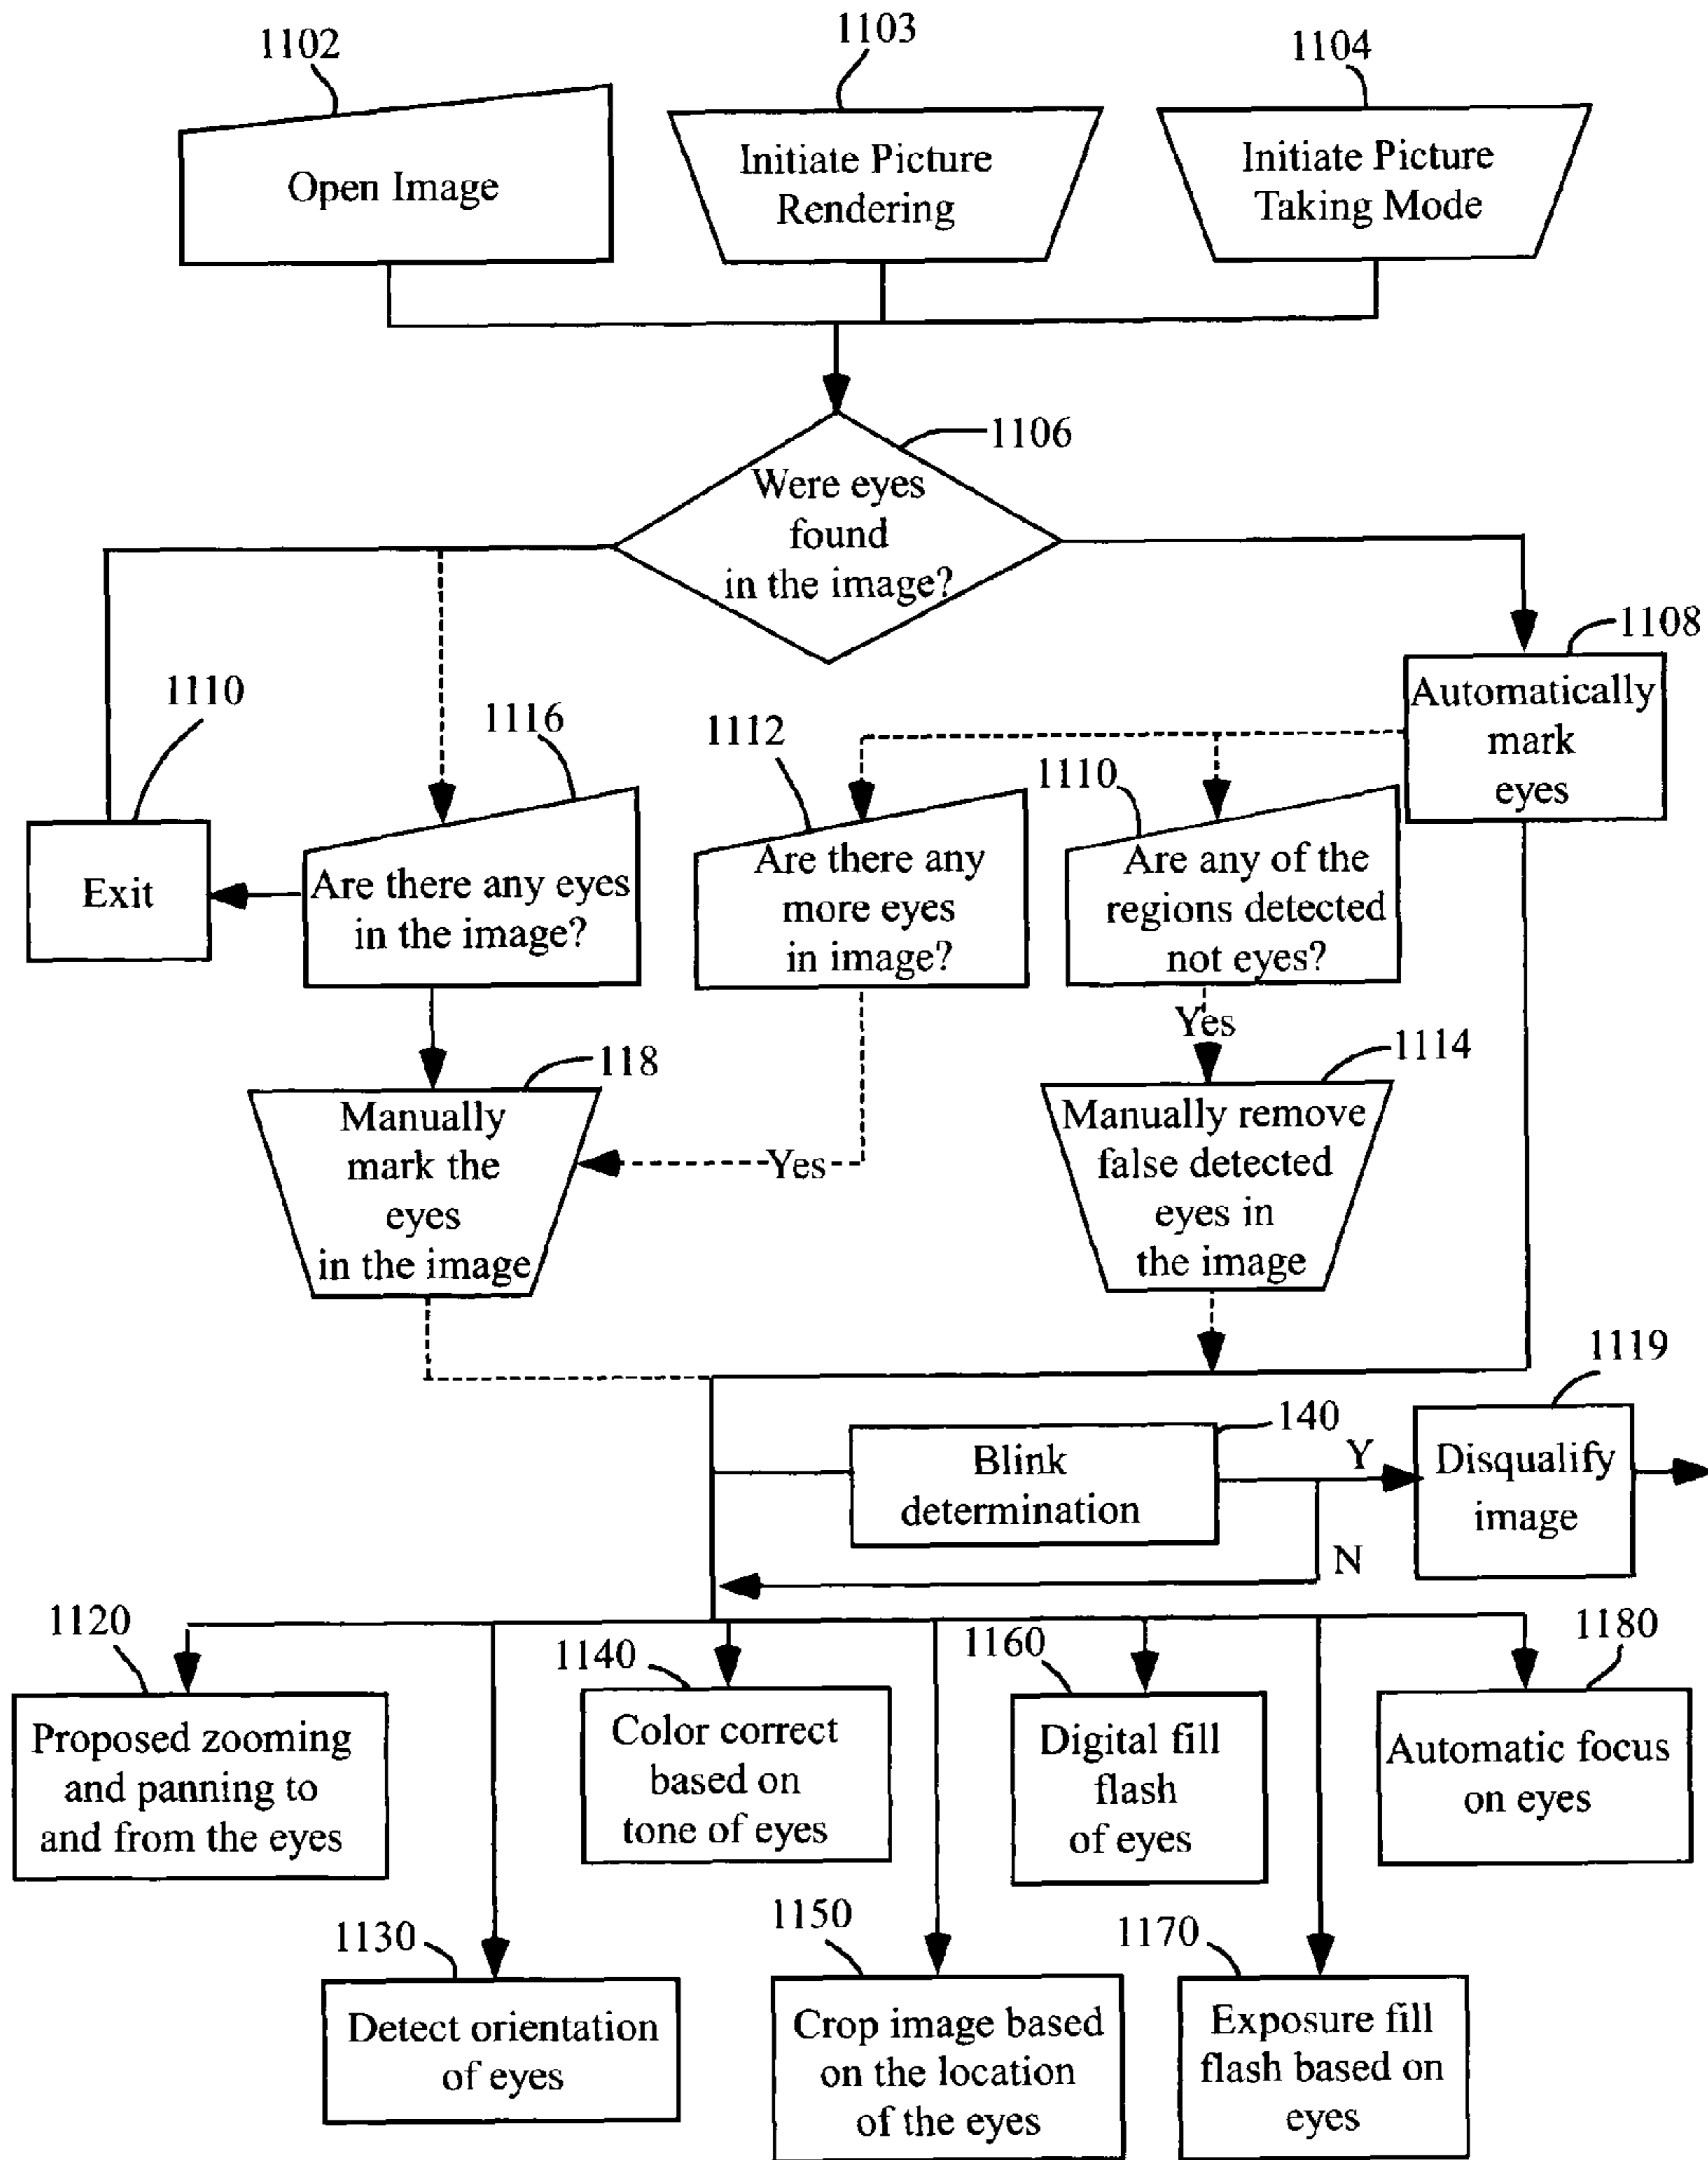 1102
1103
1104
Open Image
Initiate Picture
Rendering
Initiate Picture
Taking Mode
1106
Were eyes
found
in the image?
1108
Automatically
mark
eyes
1110
Exit
1116
Are there any eyes
in the image?
1112
Are there any
more eyes
in image?
1110
Are any of the
regions detected
not eyes?
Yes
118
Manually
mark the
eyes
in the image
Yes
1114
Manually remove
false detected
eyes in
the image
140
Blink
determination
Y
N
1119
Disqualify
image
1120
Proposed zooming
and panning to
and from the eyes
1140
Color correct
based on
tone of eyes
1160
Digital fill
flash
of eyes
1180
Automatic focus
on eyes
1130
Detect orientation
of eyes
1150
Crop image based
on the location
of the eyes
1170
Exposure fill
flash based on
eyes